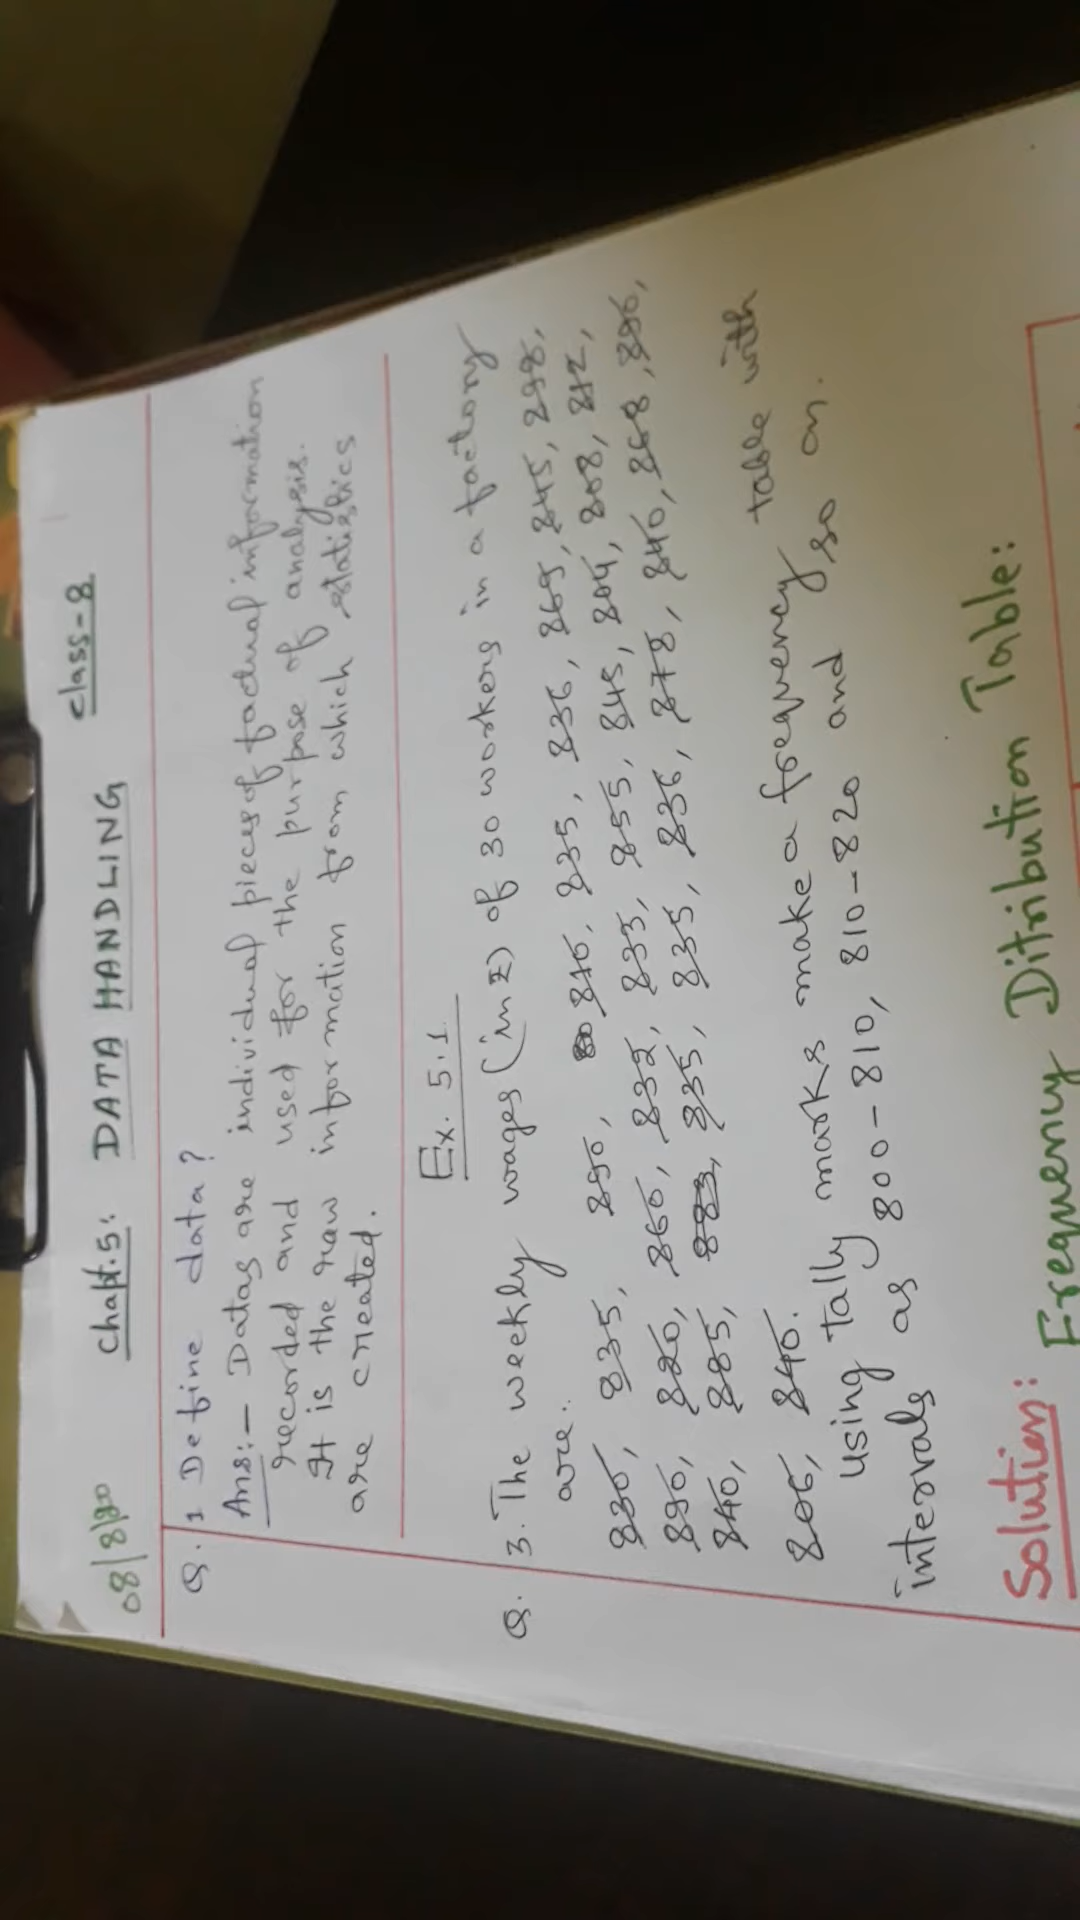 08/8/20 Chapt.5: DATA HANDLING Class-8
Q. 1 Define data?
Ans:- Datas are individual pieces of factual information
recorded and used for the purpose of analysis.
It is the raw information from which statistics
are created.
Ex. 5.1
Q. 3. The weekly wages (in ₹) of 30 workers in a factory
are.
830, 835, 890, 810, 835, 836, 869, 845, 898,
890, 820, 860, 832, 833, 855, 845, 804, 808, 812,
840, 885, 835, 835, 836, 878, 840, 868, 890,
806, 840.
Using tally marks make a frequency table with
intervals as 800-810, 810-820 and so on.
Solution: Frequency Ditribution Table: